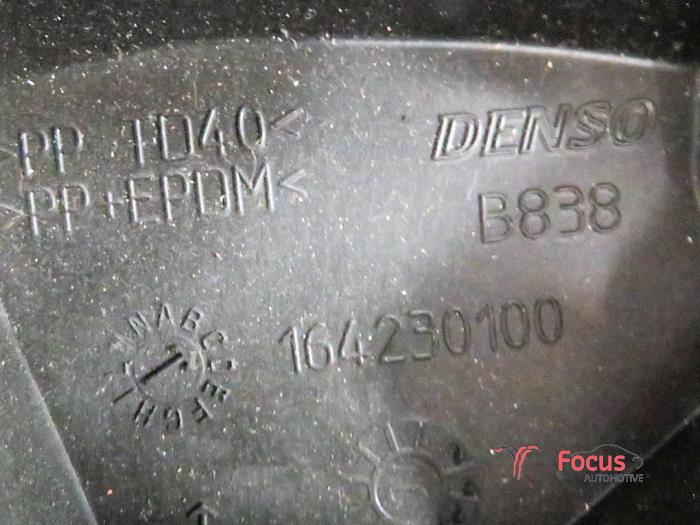 >PP TD40<
>PP+EPDM<
DENSO
B838
164230100
Focus
AUTOMOTIVE